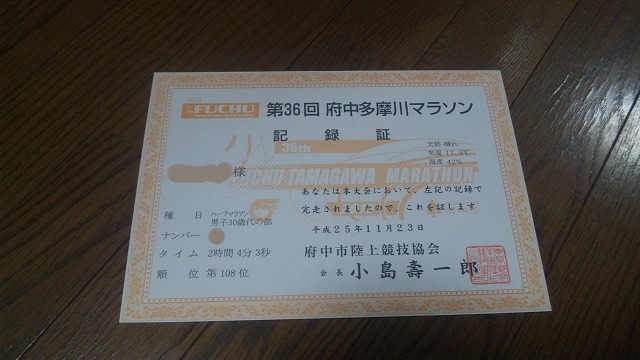 FUCHU
第36回 府中多摩川マラソン
記録証
36th
FUCHU TAMAGAWA MARATHON
天候 晴れ
気温 17.5℃
湿度 42%
様
あなたは本大会において、左記の記録で
完走されましたので、これを証します
平成25年11月23日
種目 ハーフマラソン
男子30歳代の部
ナンバー
タイム 2時間 4分 3秒
順位 第108位
府中市陸上競技協会
会長 小島壽一郎